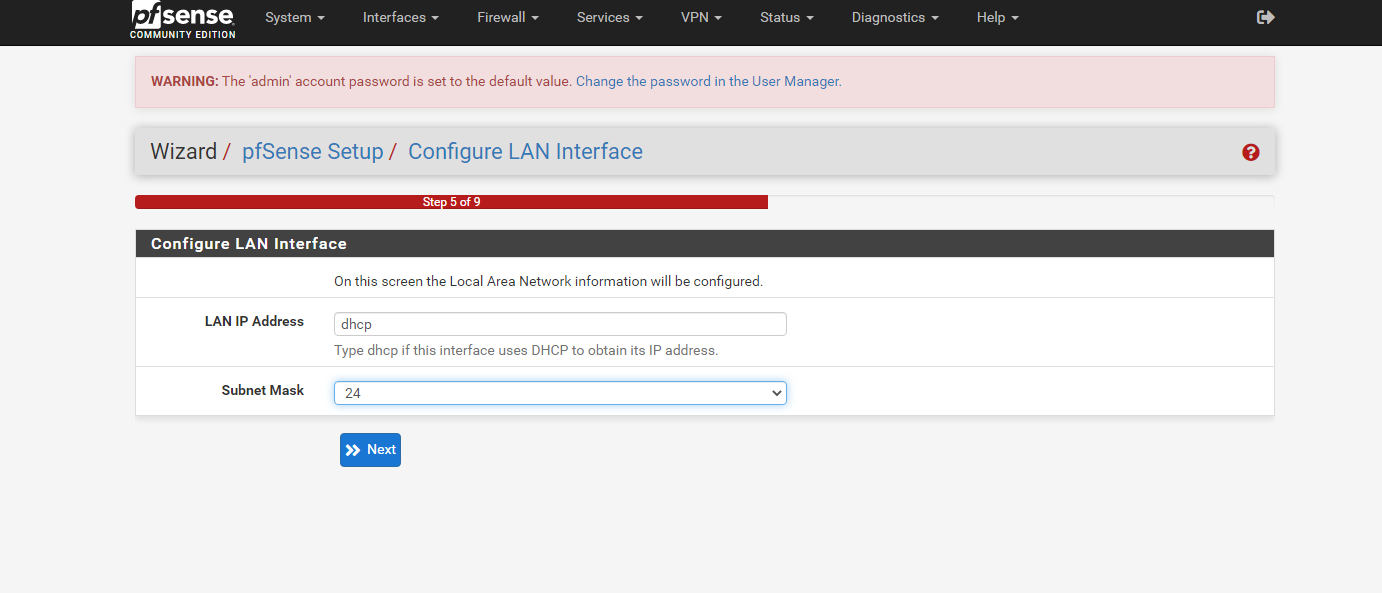 pfsense
COMMUNITY EDITION
System Interfaces Firewall Services VPN Status Diagnostics Help
WARNING: The 'admin' account password is set to the default value. Change the password in the User Manager.
Wizard / pfSense Setup / Configure LAN Interface
Step 5 of 9
Configure LAN Interface
On this screen the Local Area Network information will be configured.
LAN IP Address dhcp
Type dhcp if this interface uses DHCP to obtain its IP address.
Subnet Mask 24
Next